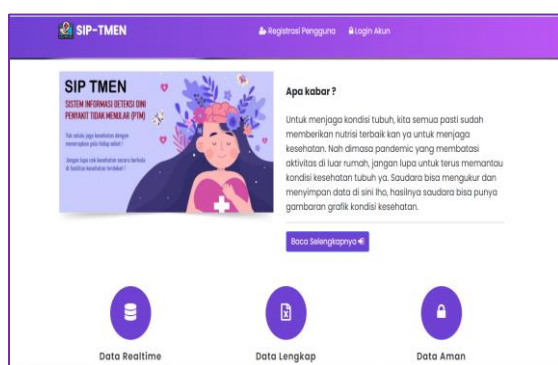 SIP-TMEN
Registrasi Pengguna
Login Akun
SIP TMEN
SISTEM INFORMASI DETEKSI DINI
PENYAKIT TIDAK MENULAR (PTM)
Yuk selalu jaga kesehatan dengan
menerapkan pola hidup sehat !
Jangan lupa cek kesehatan secara berkala
di fasilitas kesehatan terdekat !
Apa kabar ?
Untuk menjaga kondisi tubuh, kita semua pasti sudah
memberikan nutrisi terbaik kan ya untuk menjaga
kesehatan. Nah dimasa pandemic yang membatasi
aktivitas di luar rumah, jangan lupa untuk terus memantau
kondisi kesehatan tubuh ya. Saudara bisa mengukur dan
menyimpan data di sini lho, hasilnya saudara bisa punya
gambaran grafik kondisi kesehatan.
Baca Selengkapnya
Data Realtime
Data Lengkap
Data Aman